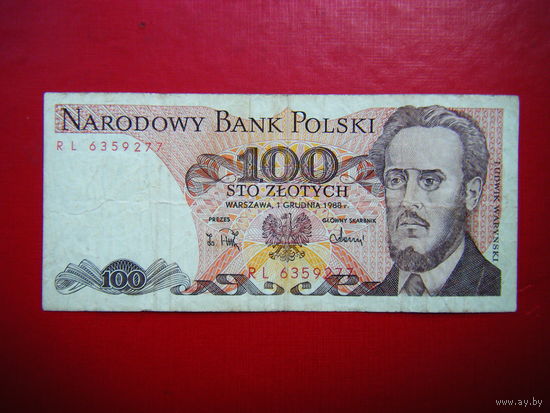 NARODOWY BANK POLSKI
RL 6359277
100
STO ZŁOTYCH
WARSZAWA, 1 GRUDNIA 1988 r.
PREZES
GŁÓWNY SKARBNIK
LUDWIK WARYŃSKI
RL 6359277
100
www.ay.by